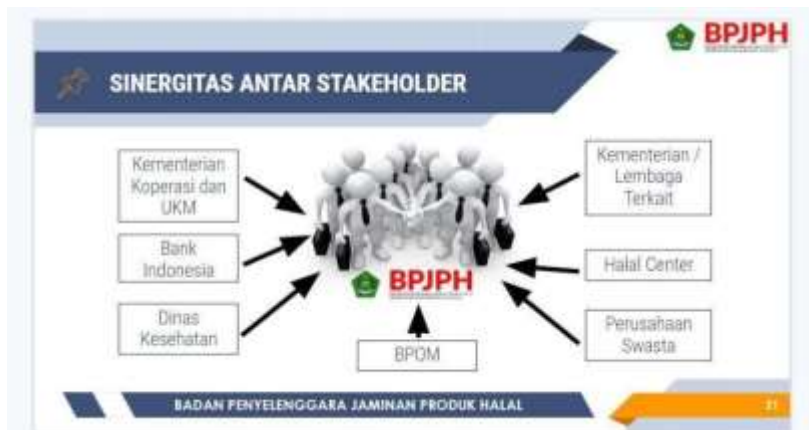 BPJPH
SINERGITAS ANTAR STAKEHOLDER
Kementerian
Koperasi dan
UKM
Bank
Indonesia
Dinas
Kesehatan
BPJPH
BPOM
Kementerian /
Lembaga
Terkait
Halal Center
Perusahaan
Swasta
BADAN PENYELENGGARA JAMINAN PRODUK HALAL
21